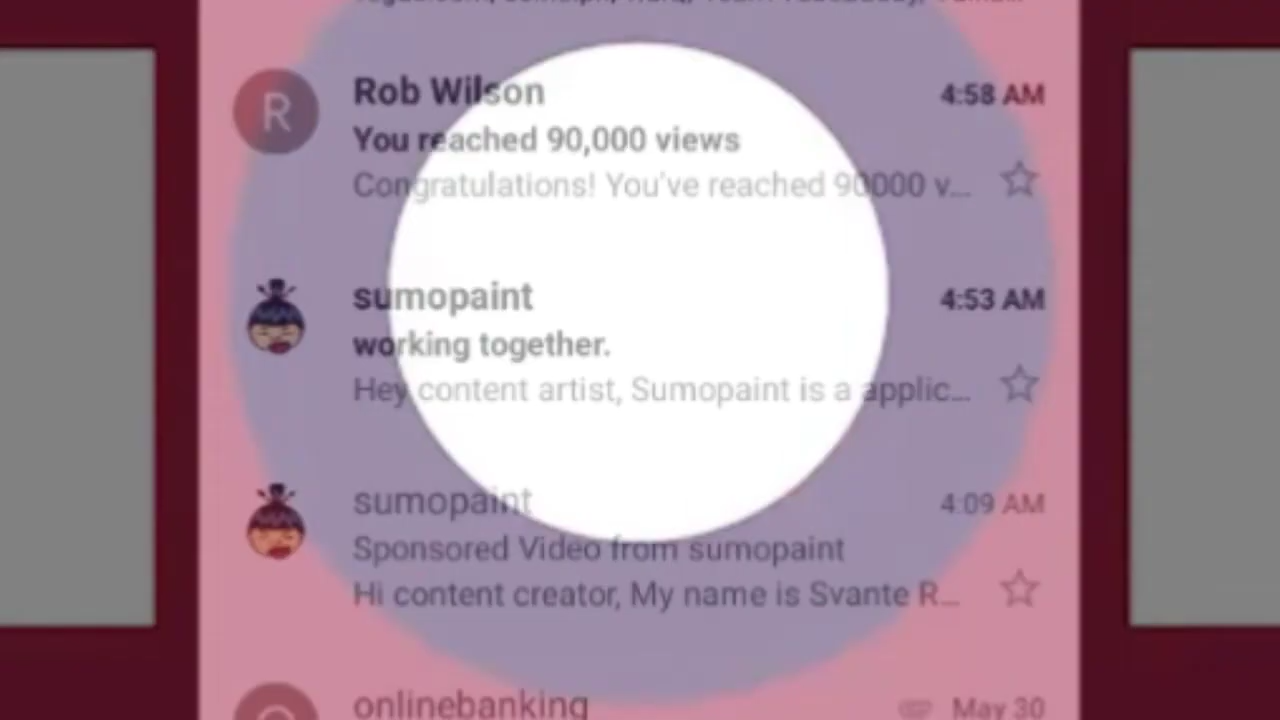 R
Rob Wilson
4:58 AM
You reached 90,000 views
Congratulations! You've reached 90000 v...
sumopaint
4:53 AM
working together.
Hey content artist, Sumopaint is a applic...
sumopaint
4:09 AM
Sponsored Video from sumopaint
Hi content creator, My name is Svante R...
onlinebanking
May 30